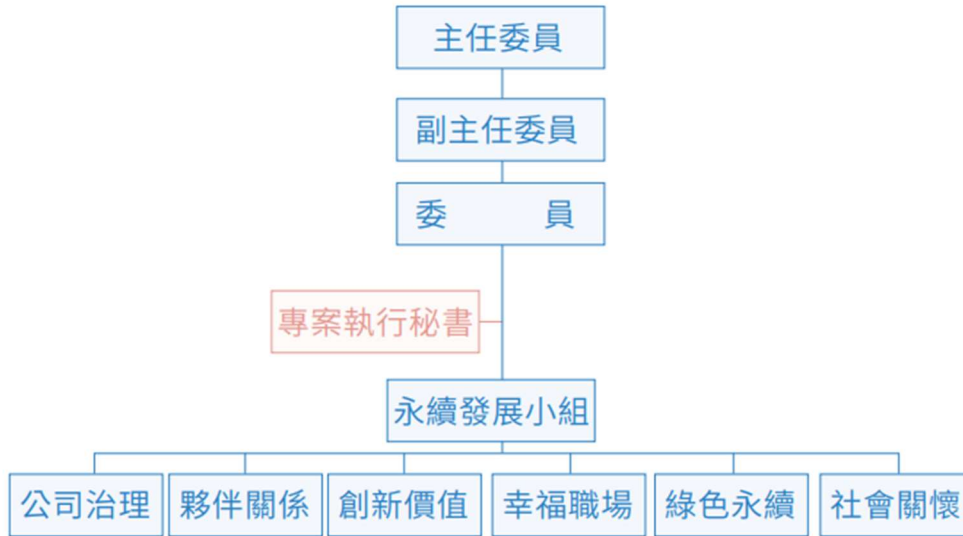 主任委員
副主任委員
委 員
專案執行秘書
永續發展小組
公司治理
夥伴關係
創新價值
幸福職場
綠色永續
社會關懷